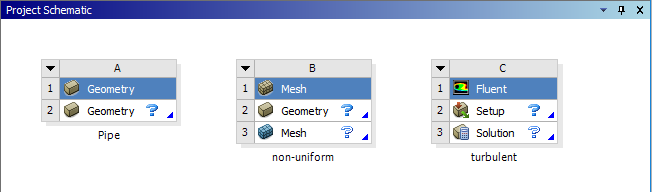 Project Schematic
A B C
1 Geometry 1 Mesh 1 Fluent
2 Geometry ? 2 Geometry ? 2 Setup ?
3 Mesh ? 3 Solution ?
Pipe
non-uniform turbulent